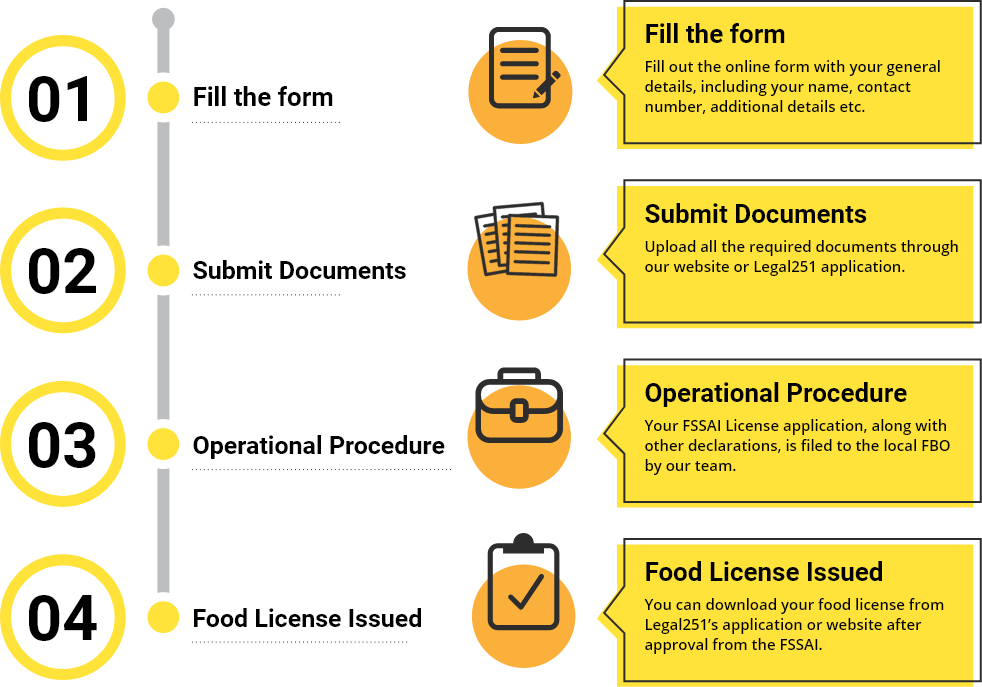 01
Fill the form
Fill the form
Fill out the online form with your general
details, including your name, contact
number, additional details etc.
02
Submit Documents
Submit Documents
Upload all the required documents through
our website or Legal251 application.
03
Operational Procedure
Operational Procedure
Your FSSAI License application, along with
other declarations, is filed to the local FBO
by our team.
04
Food License Issued
Food License Issued
You can download your food license from
Legal251’s application or website after
approval from the FSSAI.